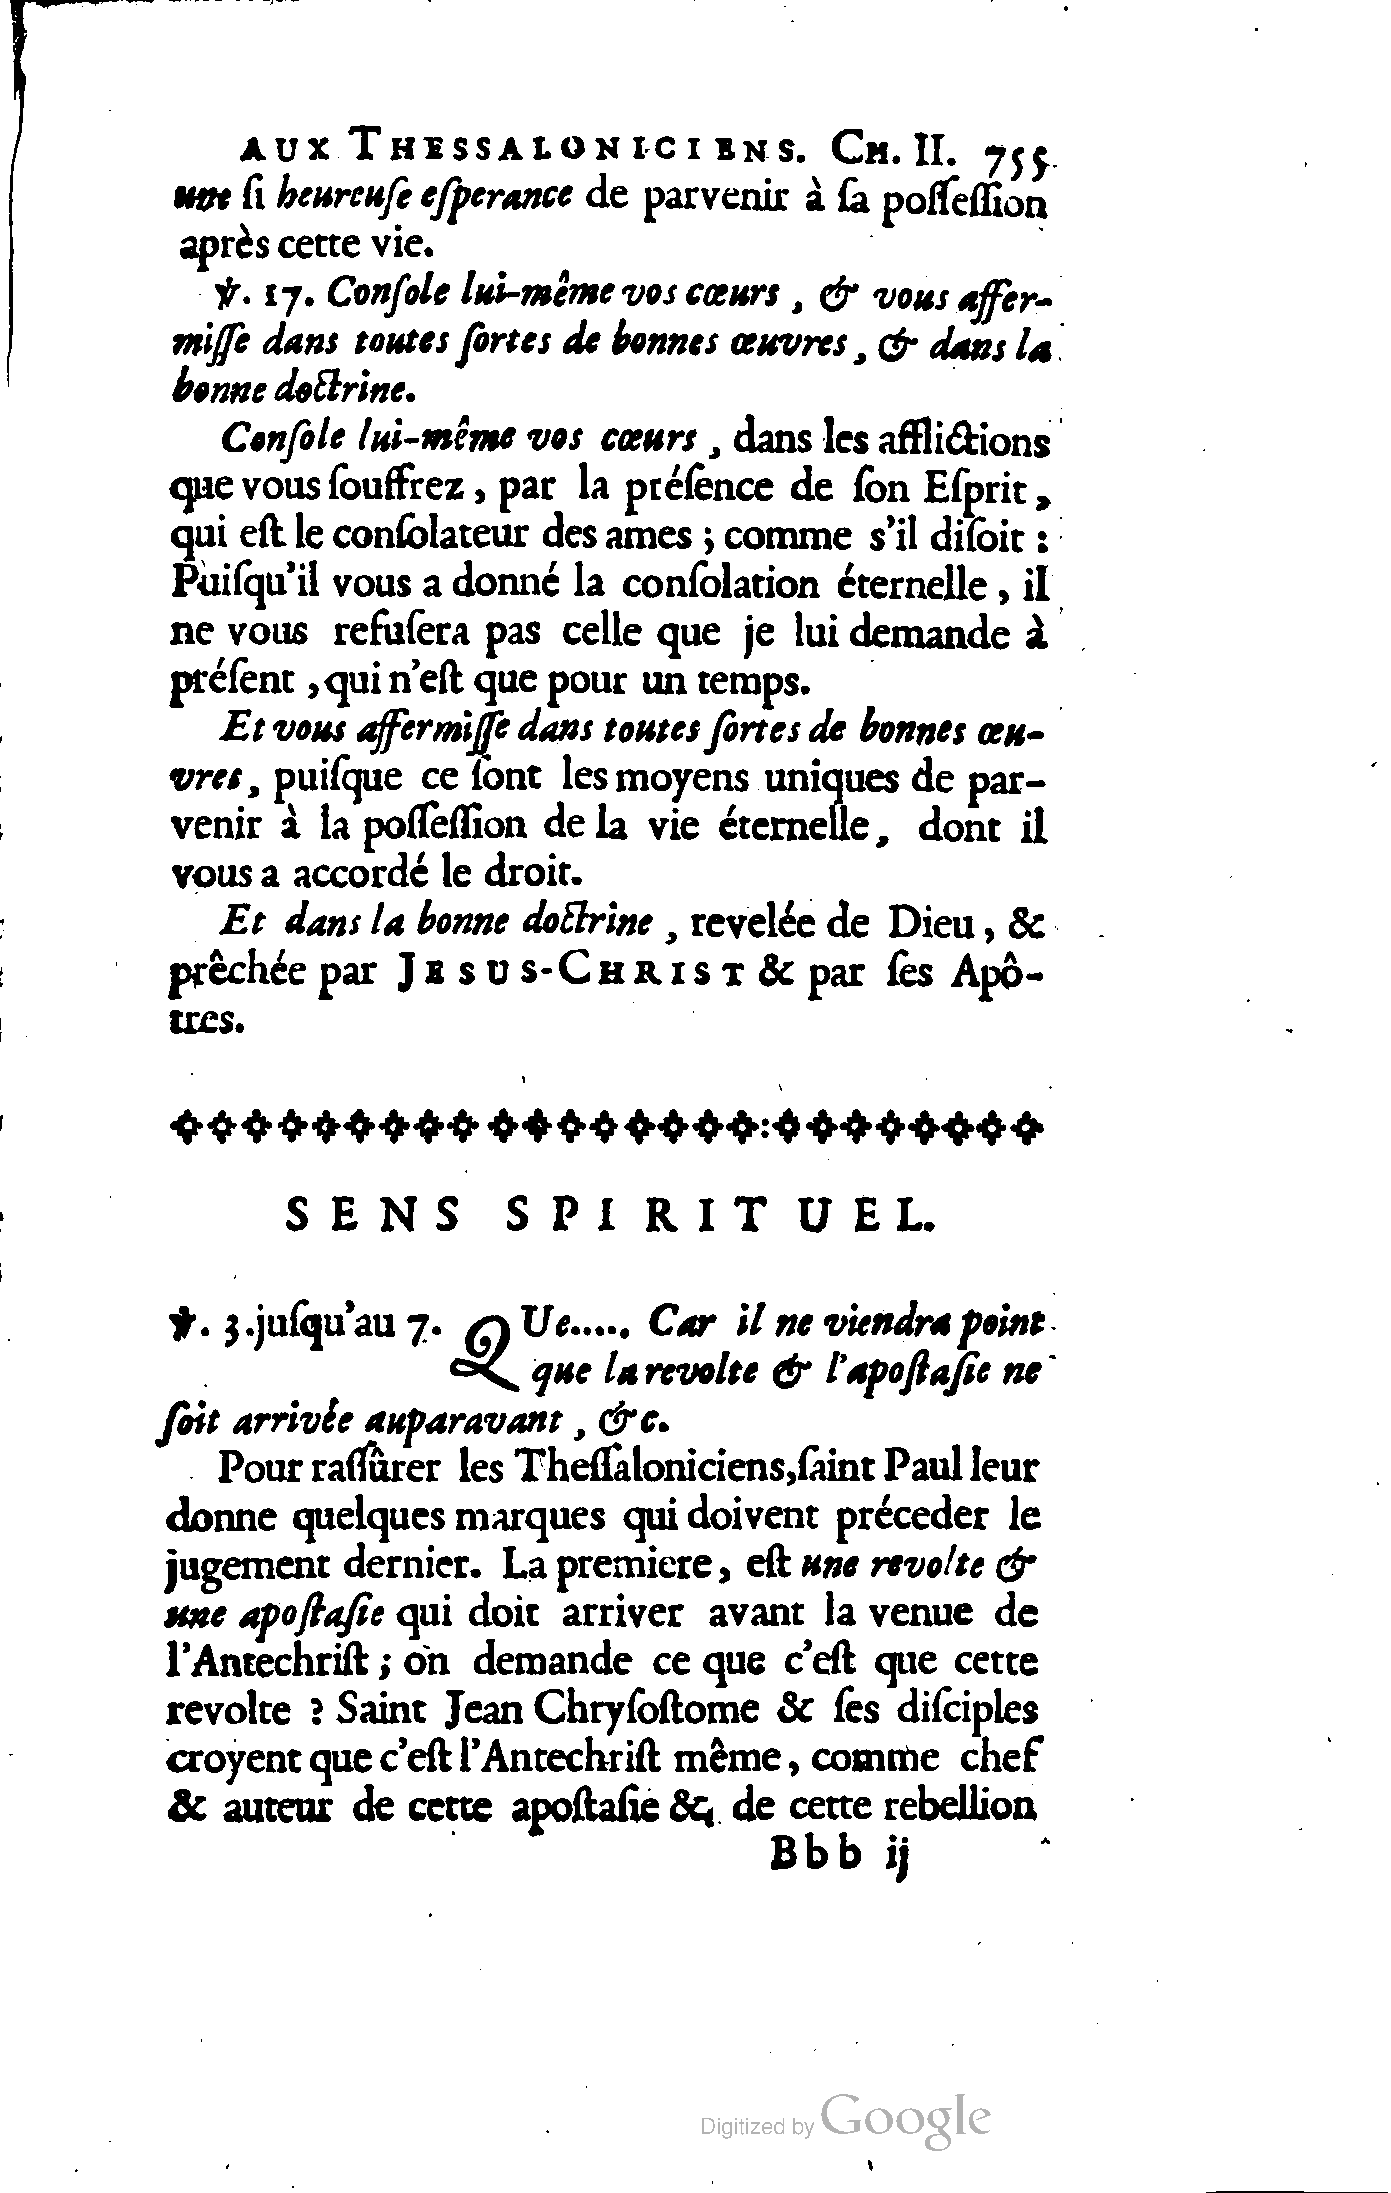 AUX THESSALONICIENS. CH. II. 755
une ſi heureuſe eſperance de parvenir à ſa poſſeſſion
après cette vie.
℣. 17. Conſole lui-même vos cœurs, & vous affer-
miſſe dans toutes ſortes de bonnes œuvres, & dans la
bonne doctrine.
Conſole lui-même vos cœurs, dans les afflictions
que vous ſouffrez, par la préſence de ſon Eſprit,
qui eſt le conſolateur des ames; comme s'il diſoit:
Puiſqu'il vous a donné la conſolation éternelle, il
ne vous refuſera pas celle que je lui demande à
préſent, qui n'eſt que pour un temps.
Et vous affermiſſe dans toutes ſortes de bonnes œu-
vres, puiſque ce ſont les moyens uniques de par-
venir à la poſſeſſion de la vie éternelle, dont il
vous a accordé le droit.
Et dans la bonne doctrine, revelée de Dieu, &
prêchée par JESUS-CHRIST & par ſes Apô-
tres.
SENS SPIRITUEL.
℣. 3. juſqu'au 7. QUe..... Car il ne viendra point
que la revolte & l'apoſtaſie ne
ſoit arrivée auparavant, &c.
Pour raſſûrer les Theſſaloniciens, ſaint Paul leur
donne quelques marques qui doivent préceder le
jugement dernier. La premiere, eſt une revolte &
une apoſtaſie qui doit arriver avant la venue de
l'Antechriſt; on demande ce que c'eſt que cette
revolte? Saint Jean Chryſoſtome & ſes diſciples
croyent que c'eſt l'Antechriſt même, comme chef
& auteur de cette apoſtaſie & de cette rebellion
Bbb ij
Digitized by Google